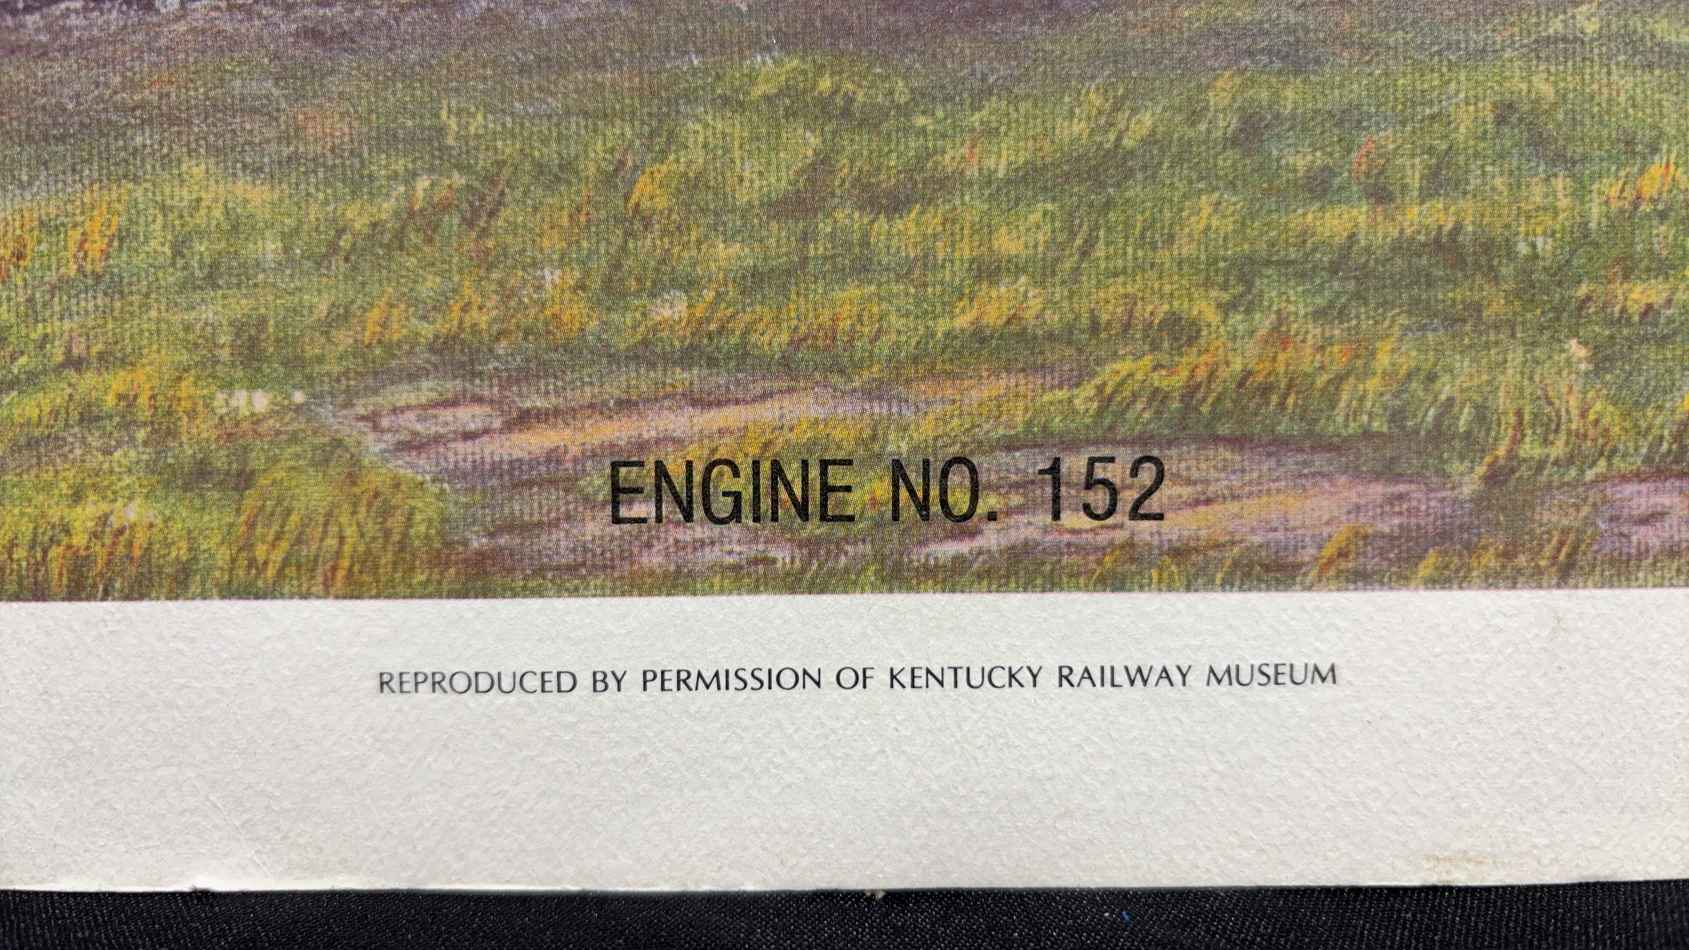 ENGINE NO. 152
REPRODUCED BY PERMISSION OF KENTUCKY RAILWAY MUSEUM